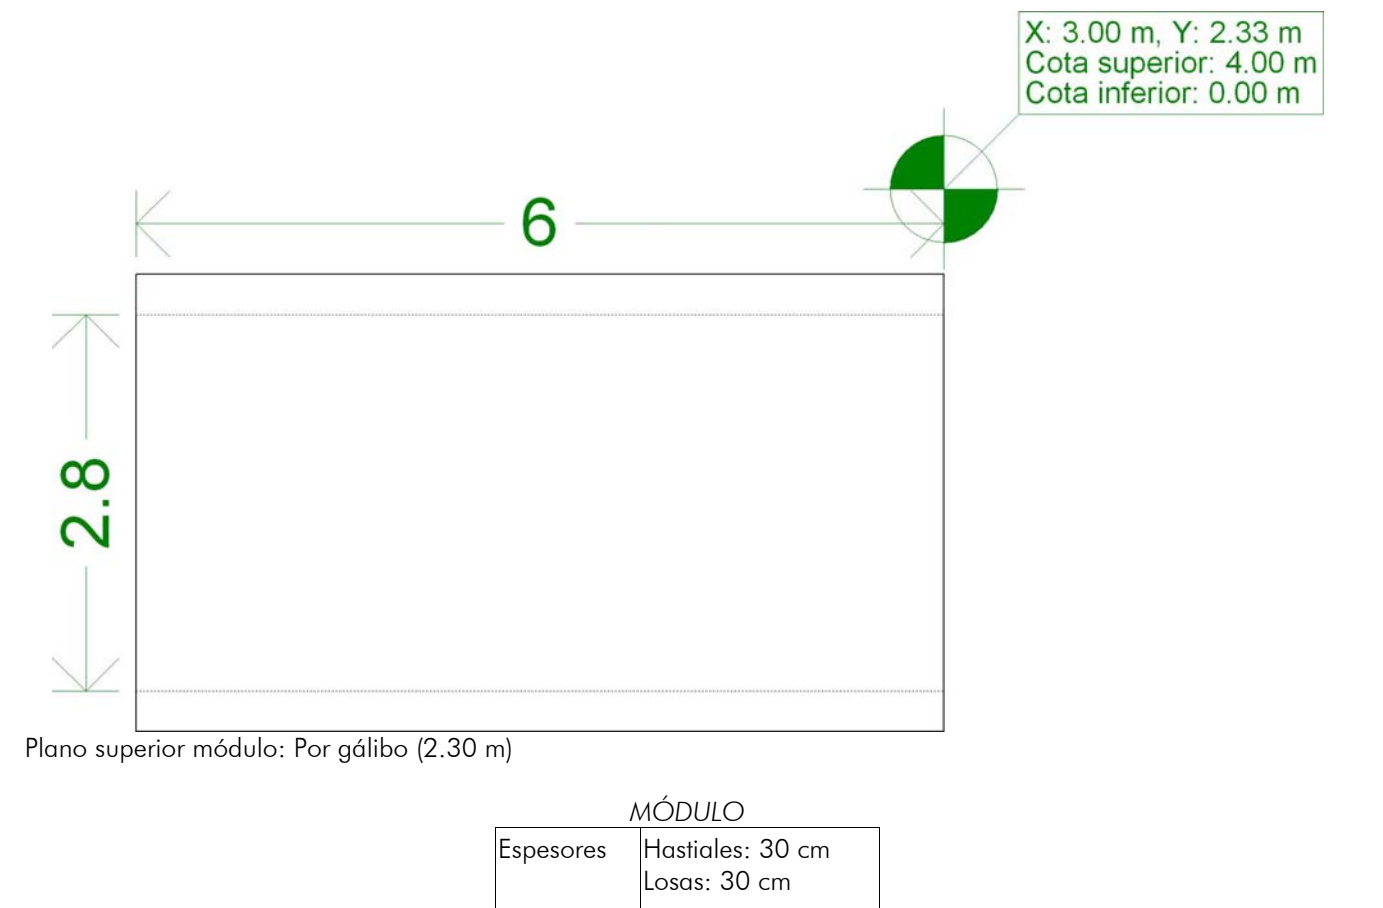 X: 3.00 m, Y: 2.33 m
Cota superior: 4.00 m
Cota inferior: 0.00 m
6
2.8
Plano superior módulo: Por gálibo (2.30 m)
MÓDULO
Espesores
Hastiales: 30 cm
Losas: 30 cm